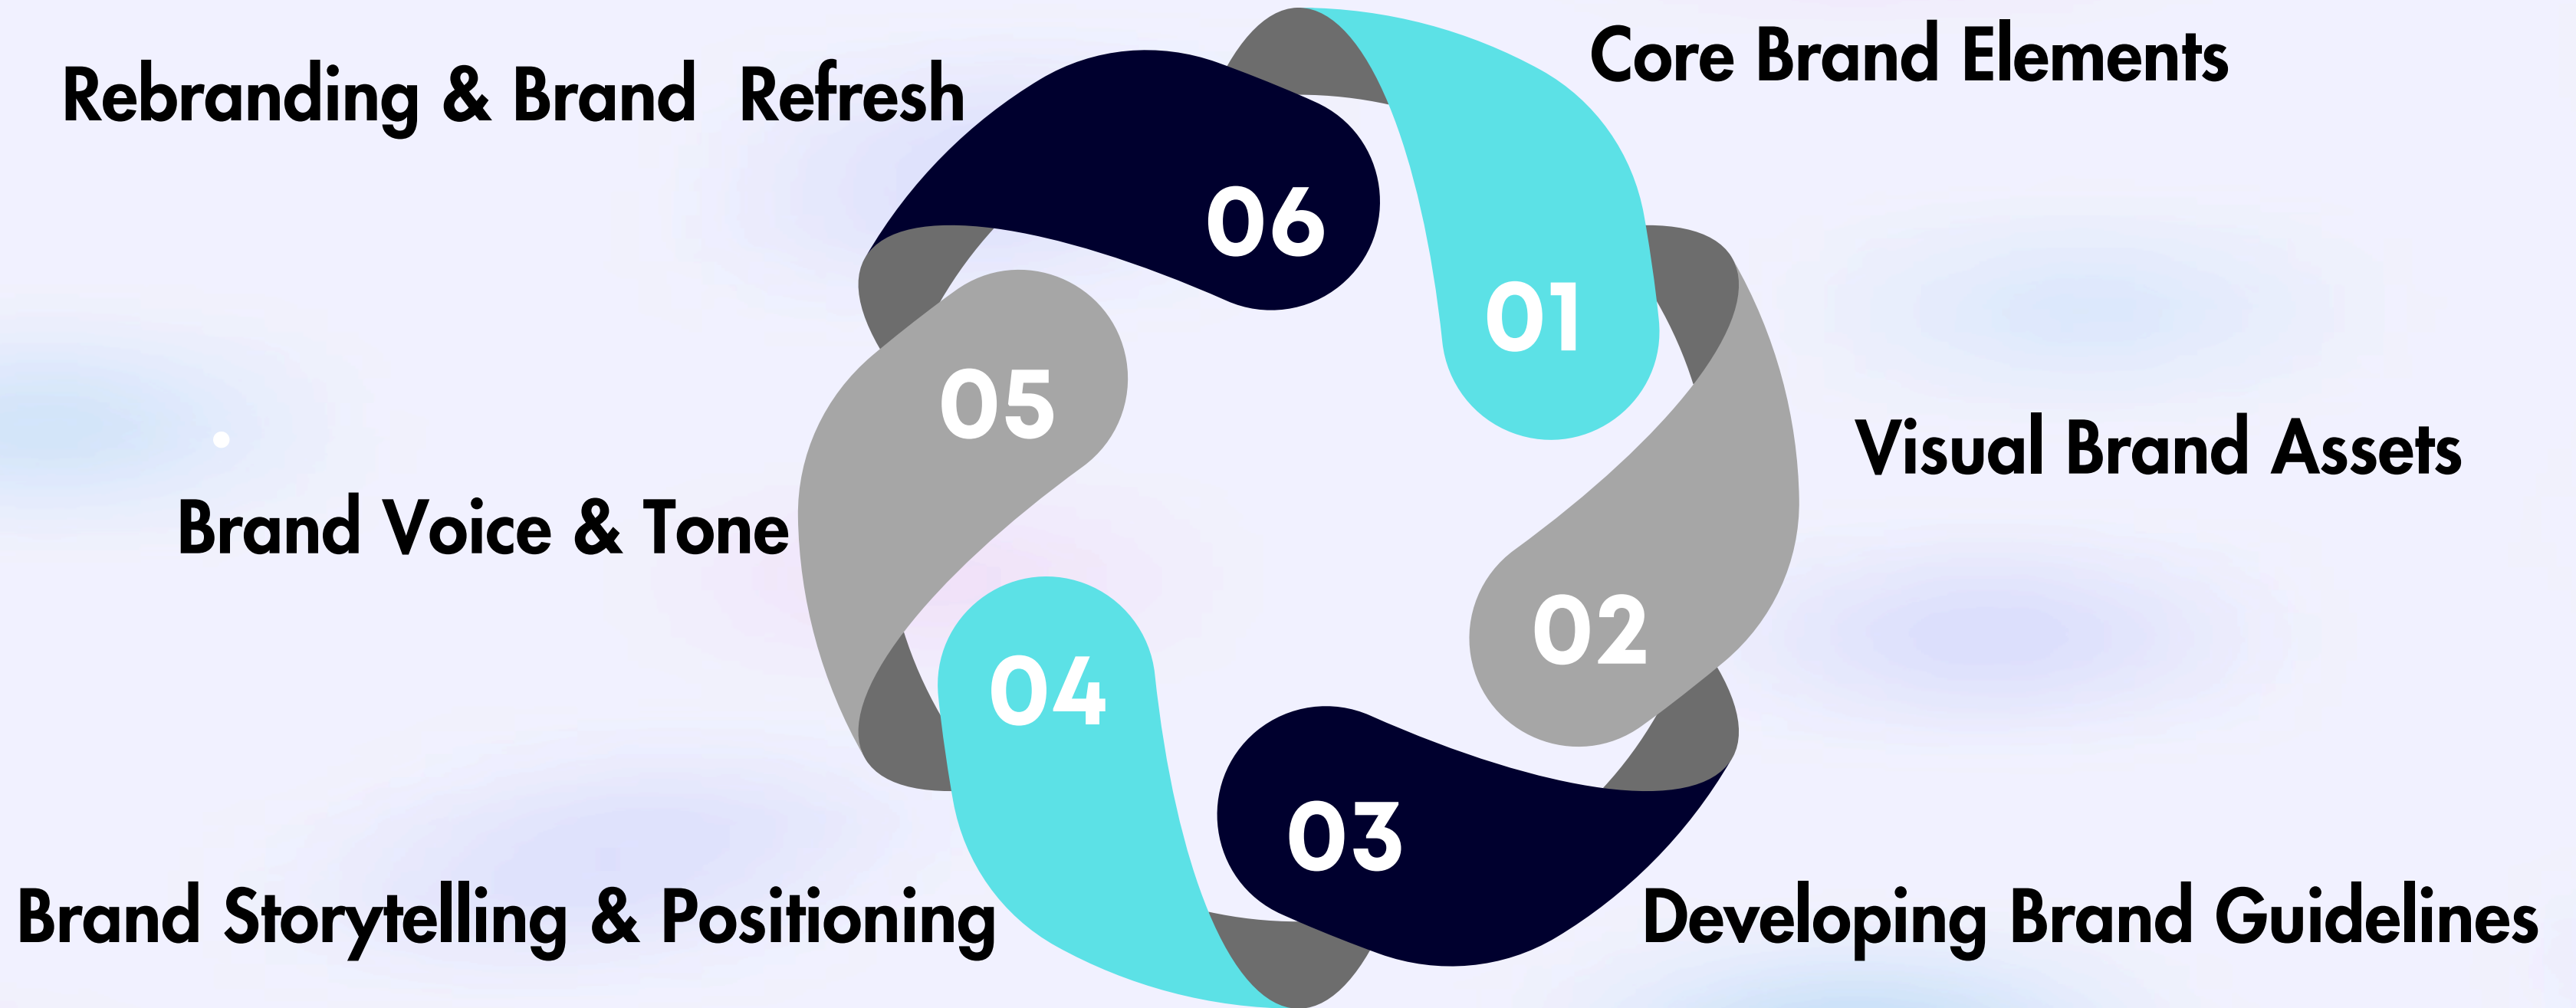 Core Brand Elements
01
Visual Brand Assets
02
Developing Brand Guidelines
03
Brand Storytelling & Positioning
04
Brand Voice & Tone
05
Rebranding & Brand  Refresh
06